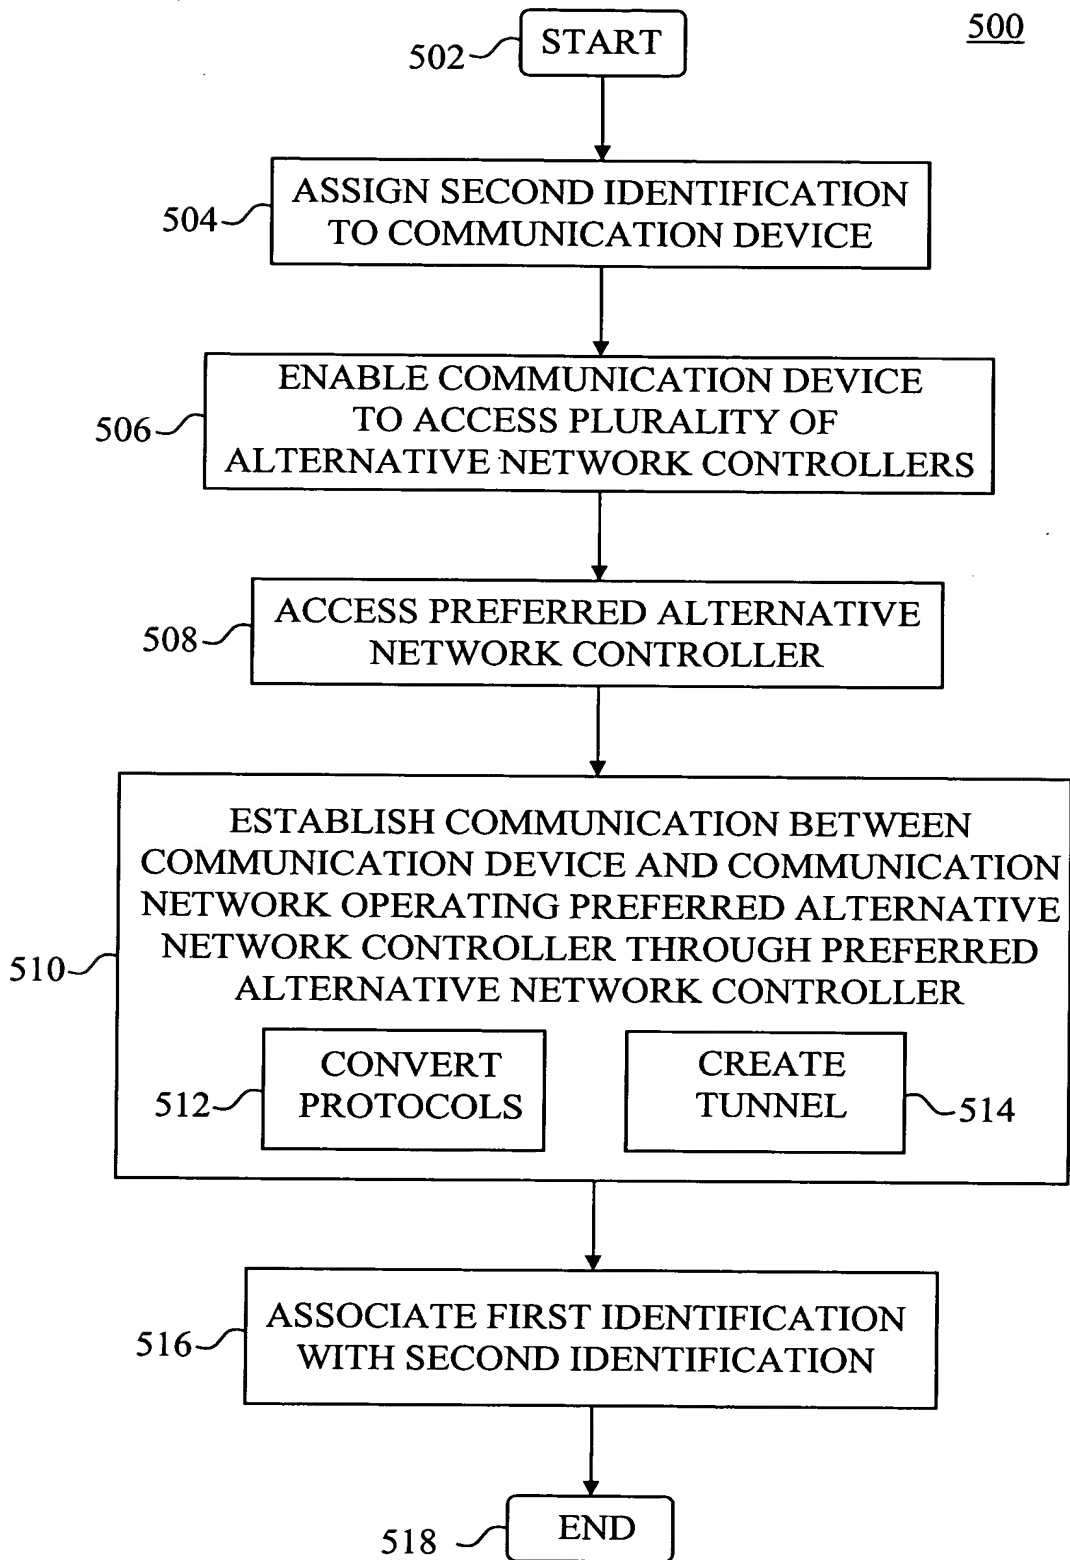 500
502
START
504
ASSIGN SECOND IDENTIFICATION
TO COMMUNICATION DEVICE
506
ENABLE COMMUNICATION DEVICE
TO ACCESS PLURALITY OF
ALTERNATIVE NETWORK CONTROLLERS
508
ACCESS PREFERRED ALTERNATIVE
NETWORK CONTROLLER
510
ESTABLISH COMMUNICATION BETWEEN
COMMUNICATION DEVICE AND COMMUNICATION
NETWORK OPERATING PREFERRED ALTERNATIVE
NETWORK CONTROLLER THROUGH PREFERRED
ALTERNATIVE NETWORK CONTROLLER
512
CONVERT
PROTOCOLS
CREATE
TUNNEL
514
516
ASSOCIATE FIRST IDENTIFICATION
WITH SECOND IDENTIFICATION
518
END